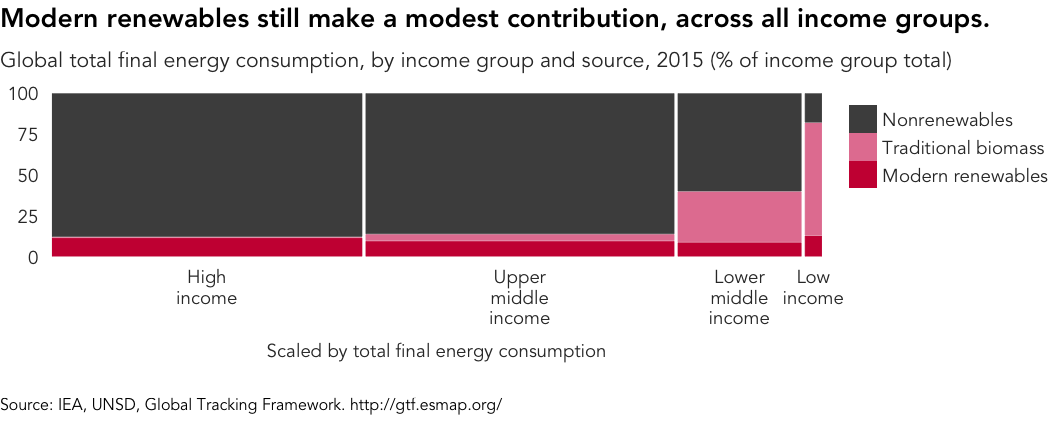 Modern renewables still make a modest contribution, across all income groups.
Global total final energy consumption, by income group and source, 2015 (% of income group total)
100
75
50
25
0
Nonrenewables
Traditional biomass
Modern renewables
High
income
Upper
middle
income
Lower
middle
income
Low
income
Scaled by total final energy consumption
Source: IEA, UNSD, Global Tracking Framework. http://gtf.esmap.org/